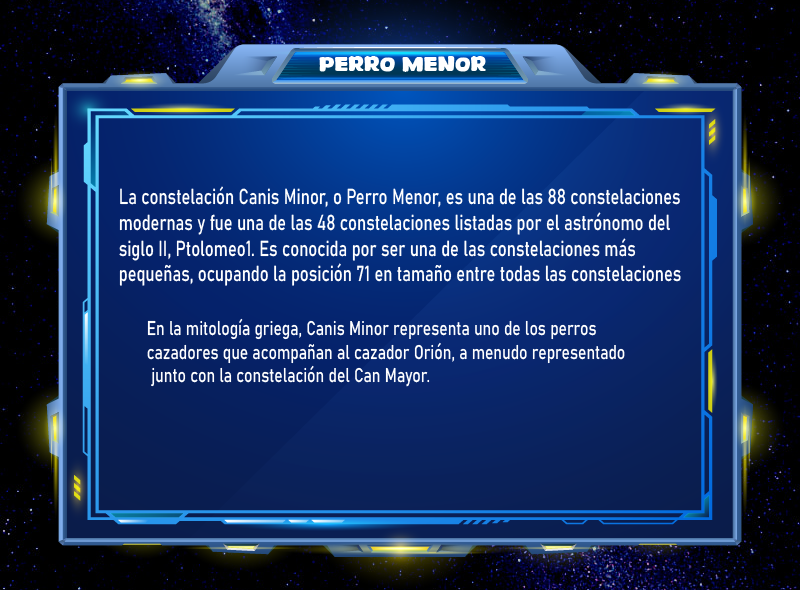 PERRO MENOR
La constelación Canis Minor, o Perro Menor, es una de las 88 constelaciones
modernas y fue una de las 48 constelaciones listadas por el astrónomo del
siglo II, Ptolomeo1. Es conocida por ser una de las constelaciones más
pequeñas, ocupando la posición 71 en tamaño entre todas las constelaciones
En la mitología griega, Canis Minor representa uno de los perros
cazadores que acompañan al cazador Orión, a menudo representado
junto con la constelación del Can Mayor.